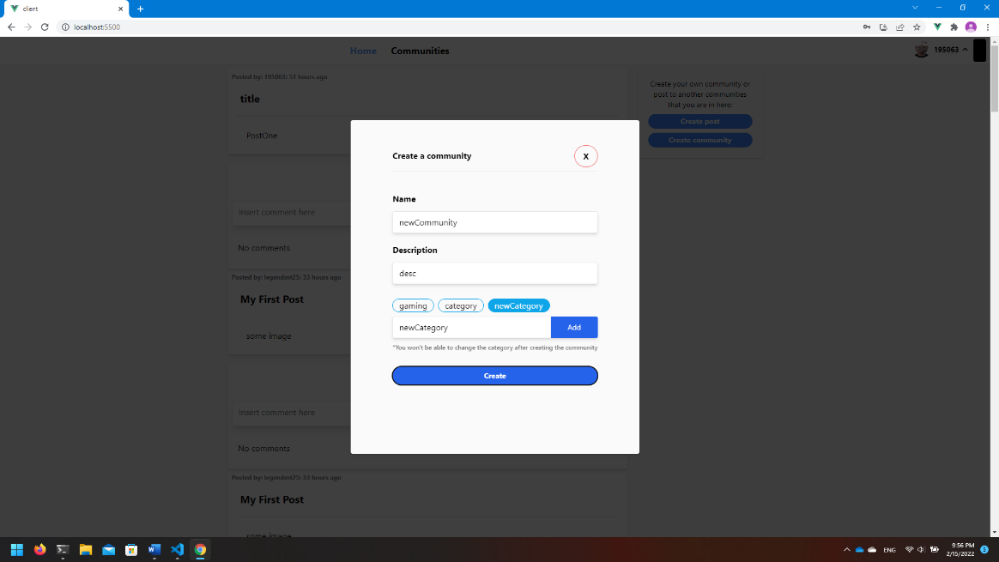 client
localhost:5500
Home Communities
195063
Posted by: 195063: 51 hours ago
title
PostOne
Insert comment here
No comments
Posted by: legendmt25: 33 hours ago
My First Post
some image
Insert comment here
No comments
Posted by: legendmt25: 33 hours ago
My First Post
some image
Create your own community or
post to another communities
that you are in here:
Create post
Create community
Create a community
X
Name
newCommunity
Description
desc
gaming category newCategory
newCategory Add
*You won't be able to change the category after creating the community
Create
ENG
9:56 PM
2/15/2022